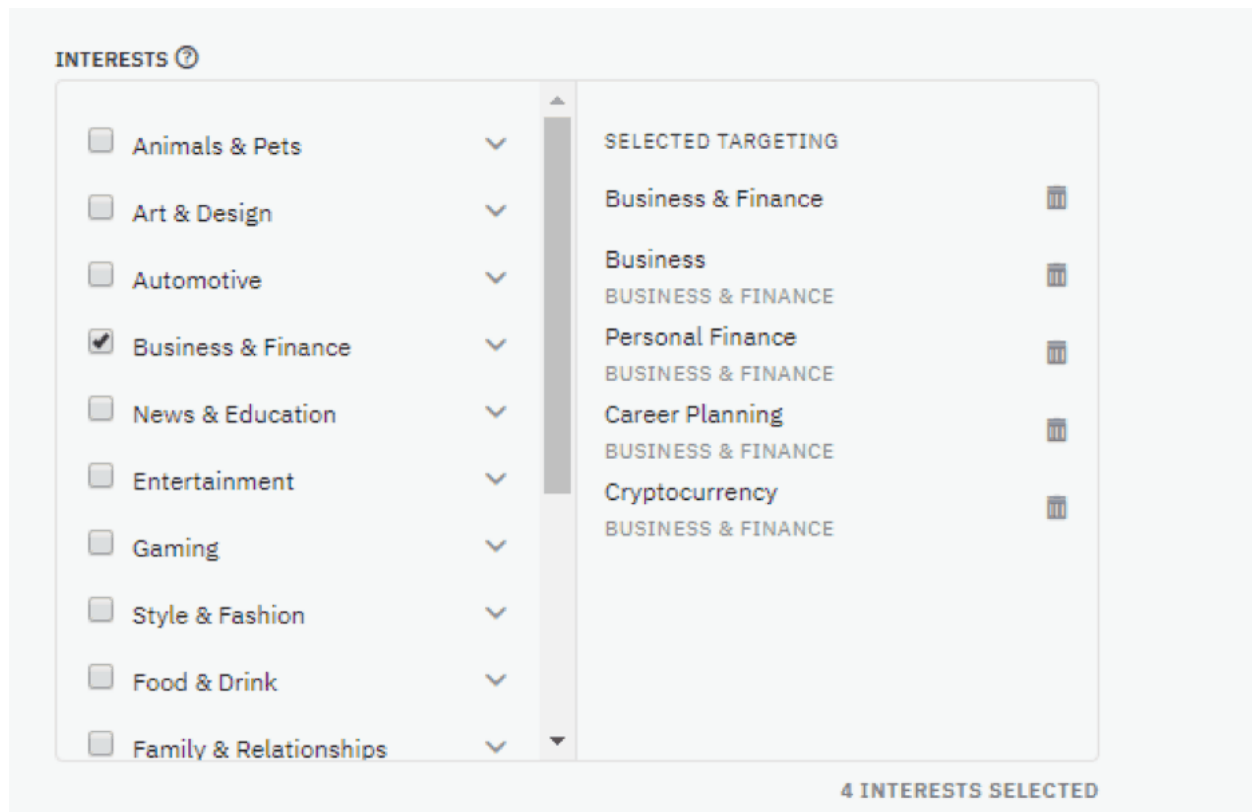 INTERESTS ?
Animals & Pets
Art & Design
Automotive
Business & Finance
News & Education
Entertainment
Gaming
Style & Fashion
Food & Drink
Family & Relationships
SELECTED TARGETING
Business & Finance
Business
BUSINESS & FINANCE
Personal Finance
BUSINESS & FINANCE
Career Planning
BUSINESS & FINANCE
Cryptocurrency
BUSINESS & FINANCE
4 INTERESTS SELECTED